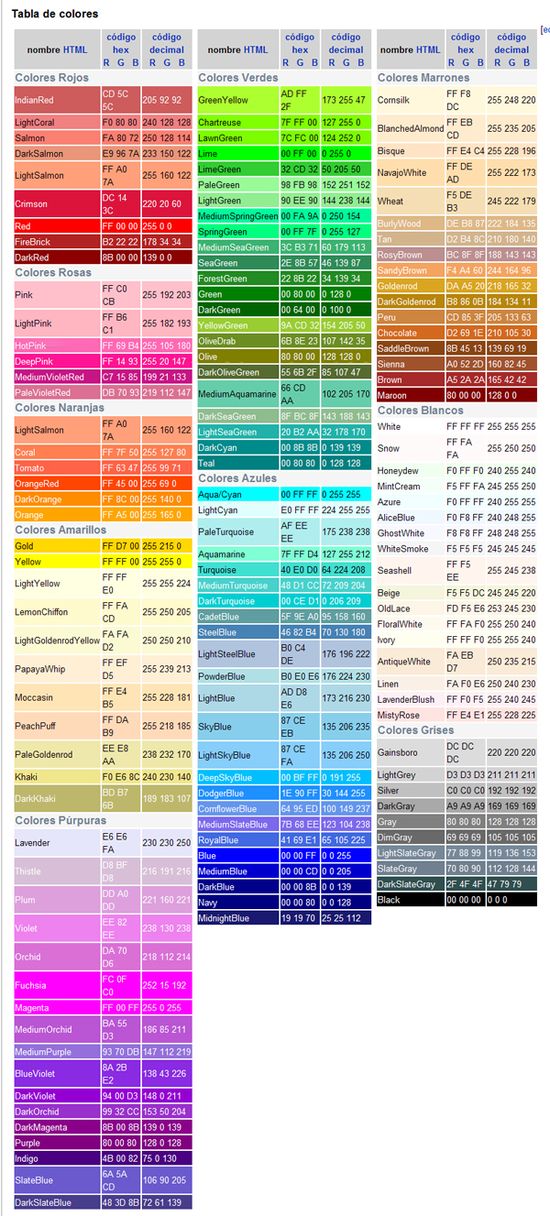 Tabla de colores
[ec
nombre HTML código hex R G B código decimal R G B
Colores Rojos
IndianRed CD 5C 5C 205 92 92
LightCoral F0 80 80 240 128 128
Salmon FA 80 72 250 128 114
DarkSalmon E9 96 7A 233 150 122
LightSalmon FF A0 7A 255 160 122
Crimson DC 14 3C 220 20 60
Red FF 00 00 255 0 0
FireBrick B2 22 22 178 34 34
DarkRed 8B 00 00 139 0 0
Colores Rosas
Pink FF C0 CB 255 192 203
LightPink FF B6 C1 255 182 193
HotPink FF 69 B4 255 105 180
DeepPink FF 14 93 255 20 147
MediumVioletRed C7 15 85 199 21 133
PaleVioletRed DB 70 93 219 112 147
Colores Naranjas
LightSalmon FF A0 7A 255 160 122
Coral FF 7F 50 255 127 80
Tomato FF 63 47 255 99 71
OrangeRed FF 45 00 255 69 0
DarkOrange FF 8C 00 255 140 0
Orange FF A5 00 255 165 0
Colores Amarillos
Gold FF D7 00 255 215 0
Yellow FF FF 00 255 255 0
LightYellow FF FF E0 255 255 224
LemonChiffon FF FA CD 255 250 205
LightGoldenrodYellow FA FA D2 250 250 210
PapayaWhip FF EF D5 255 239 213
Moccasin FF E4 B5 255 228 181
PeachPuff FF DA B9 255 218 185
PaleGoldenrod EE E8 AA 238 232 170
Khaki F0 E6 8C 240 230 140
DarkKhaki BD B7 6B 189 183 107
Colores Púrpuras
Lavender E6 E6 FA 230 230 250
Thistle D8 BF D8 216 191 216
Plum DD A0 DD 221 160 221
Violet EE 82 EE 238 130 238
Orchid DA 70 D6 218 112 214
Fuchsia FC 0F C0 252 15 192
Magenta FF 00 FF 255 0 255
MediumOrchid BA 55 D3 186 85 211
MediumPurple 93 70 DB 147 112 219
BlueViolet 8A 2B E2 138 43 226
DarkViolet 94 00 D3 148 0 211
DarkOrchid 99 32 CC 153 50 204
DarkMagenta 8B 00 8B 139 0 139
Purple 80 00 80 128 0 128
Indigo 4B 00 82 75 0 130
SlateBlue 6A 5A CD 106 90 205
DarkSlateBlue 48 3D 8B 72 61 139
nombre HTML código hex R G B código decimal R G B
Colores Verdes
GreenYellow AD FF 2F 173 255 47
Chartreuse 7F FF 00 127 255 0
LawnGreen 7C FC 00 124 252 0
Lime 00 FF 00 0 255 0
LimeGreen 32 CD 32 50 205 50
PaleGreen 98 FB 98 152 251 152
LightGreen 90 EE 90 144 238 144
MediumSpringGreen 00 FA 9A 0 250 154
SpringGreen 00 FF 7F 0 255 127
MediumSeaGreen 3C B3 71 60 179 113
SeaGreen 2E 8B 57 46 139 87
ForestGreen 22 8B 22 34 139 34
Green 00 80 00 0 128 0
DarkGreen 00 64 00 0 100 0
YellowGreen 9A CD 32 154 205 50
OliveDrab 6B 8E 23 107 142 35
Olive 80 80 00 128 128 0
DarkOliveGreen 55 6B 2F 85 107 47
MediumAquamarine 66 CD AA 102 205 170
DarkSeaGreen 8F BC 8F 143 188 143
LightSeaGreen 20 B2 AA 32 178 170
DarkCyan 00 8B 8B 0 139 139
Teal 00 80 80 0 128 128
Colores Azules
Aqua/Cyan 00 FF FF 0 255 255
LightCyan E0 FF FF 224 255 255
PaleTurquoise AF EE EE 175 238 238
Aquamarine 7F FF D4 127 255 212
Turquoise 40 E0 D0 64 224 208
MediumTurquoise 48 D1 CC 72 209 204
DarkTurquoise 00 CE D1 0 206 209
CadetBlue 5F 9E A0 95 158 160
SteelBlue 46 82 B4 70 130 180
LightSteelBlue B0 C4 DE 176 196 222
PowderBlue B0 E0 E6 176 224 230
LightBlue AD D8 E6 173 216 230
SkyBlue 87 CE EB 135 206 235
LightSkyBlue 87 CE FA 135 206 250
DeepSkyBlue 00 BF FF 0 191 255
DodgerBlue 1E 90 FF 30 144 255
CornflowerBlue 64 95 ED 100 149 237
MediumSlateBlue 7B 68 EE 123 104 238
RoyalBlue 41 69 E1 65 105 225
Blue 00 00 FF 0 0 255
MediumBlue 00 00 CD 0 0 205
DarkBlue 00 00 8B 0 0 139
Navy 00 00 80 0 0 128
MidnightBlue 19 19 70 25 25 112
nombre HTML código hex R G B código decimal R G B
Colores Marrones
Cornsilk FF F8 DC 255 248 220
BlanchedAlmond FF EB CD 255 235 205
Bisque FF E4 C4 255 228 196
NavajoWhite FF DE AD 255 222 173
Wheat F5 DE B3 245 222 179
BurlyWood DE B8 87 222 184 135
Tan D2 B4 8C 210 180 140
RosyBrown BC 8F 8F 188 143 143
SandyBrown F4 A4 60 244 164 96
Goldenrod DA A5 20 218 165 32
DarkGoldenrod B8 86 0B 184 134 11
Peru CD 85 3F 205 133 63
Chocolate D2 69 1E 210 105 30
SaddleBrown 8B 45 13 139 69 19
Sienna A0 52 2D 160 82 45
Brown A5 2A 2A 165 42 42
Maroon 80 00 00 128 0 0
Colores Blancos
White FF FF FF 255 255 255
Snow FF FA FA 255 250 250
Honeydew F0 FF F0 240 255 240
MintCream F5 FF FA 245 255 250
Azure F0 FF FF 240 255 255
AliceBlue F0 F8 FF 240 248 255
GhostWhite F8 F8 FF 248 248 255
WhiteSmoke F5 F5 F5 245 245 245
Seashell FF F5 EE 255 245 238
Beige F5 F5 DC 245 245 220
OldLace FD F5 E6 253 245 230
FloralWhite FF FA F0 255 250 240
Ivory FF FF F0 255 255 240
AntiqueWhite FA EB D7 250 235 215
Linen FA F0 E6 250 240 230
LavenderBlush FF F0 F5 255 240 245
MistyRose FF E4 E1 255 228 225
Colores Grises
Gainsboro DC DC DC 220 220 220
LightGrey D3 D3 D3 211 211 211
Silver C0 C0 C0 192 192 192
DarkGray A9 A9 A9 169 169 169
Gray 80 80 80 128 128 128
DimGray 69 69 69 105 105 105
LightSlateGray 77 88 99 119 136 153
SlateGray 70 80 90 112 128 144
DarkSlateGray 2F 4F 4F 47 79 79
Black 00 00 00 0 0 0